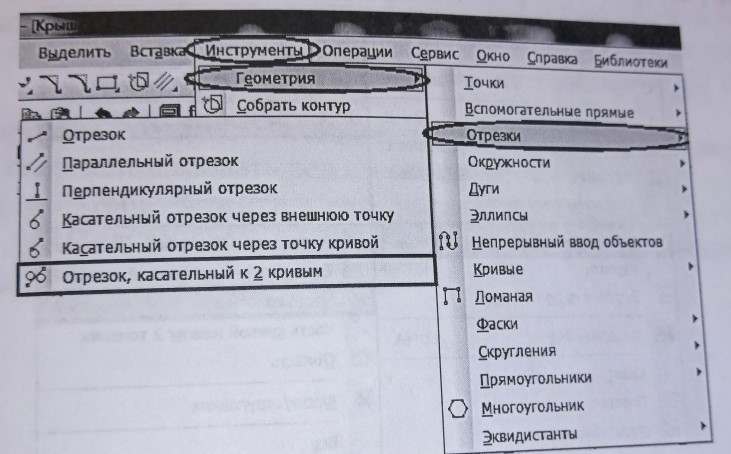 - [Крыш
Выделить Вставка Инструменты Операции Сервис Окно Справка Библиотеки
Геометрия
Собрать контур
Точки
Вспомогательные прямые
Отрезки
Окружности
Дуги
Эллипсы
Непрерывный ввод объектов
Кривые
Ломаная
Фаски
Скругления
Прямоугольники
Многоугольник
Эквидистанты
Отрезок
Параллельный отрезок
Перпендикулярный отрезок
Касательный отрезок через внешнюю точку
Касательный отрезок через точку кривой
Отрезок, касательный к 2 кривым